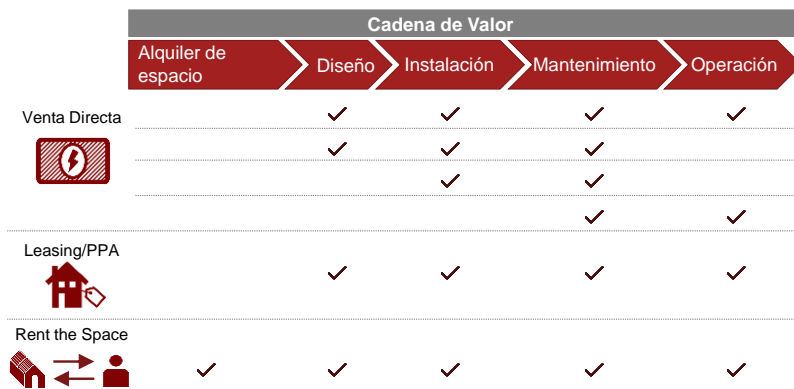 Cadena de Valor
Alquiler de
espacio
Diseño
Instalación
Mantenimiento
Operación
Venta Directa
Leasing/PPA
Rent the Space